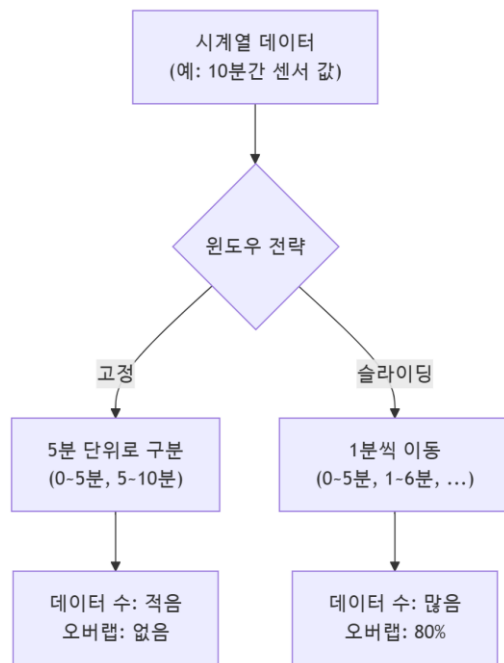 시계열 데이터
(예: 10분간 센서 값)
윈도우 전략
고정
슬라이딩
5분 단위로 구분
(0~5분, 5~10분)
1분씩 이동
(0~5분, 1~6분, ...)
데이터 수: 적음
오버랩: 없음
데이터 수: 많음
오버랩: 80%